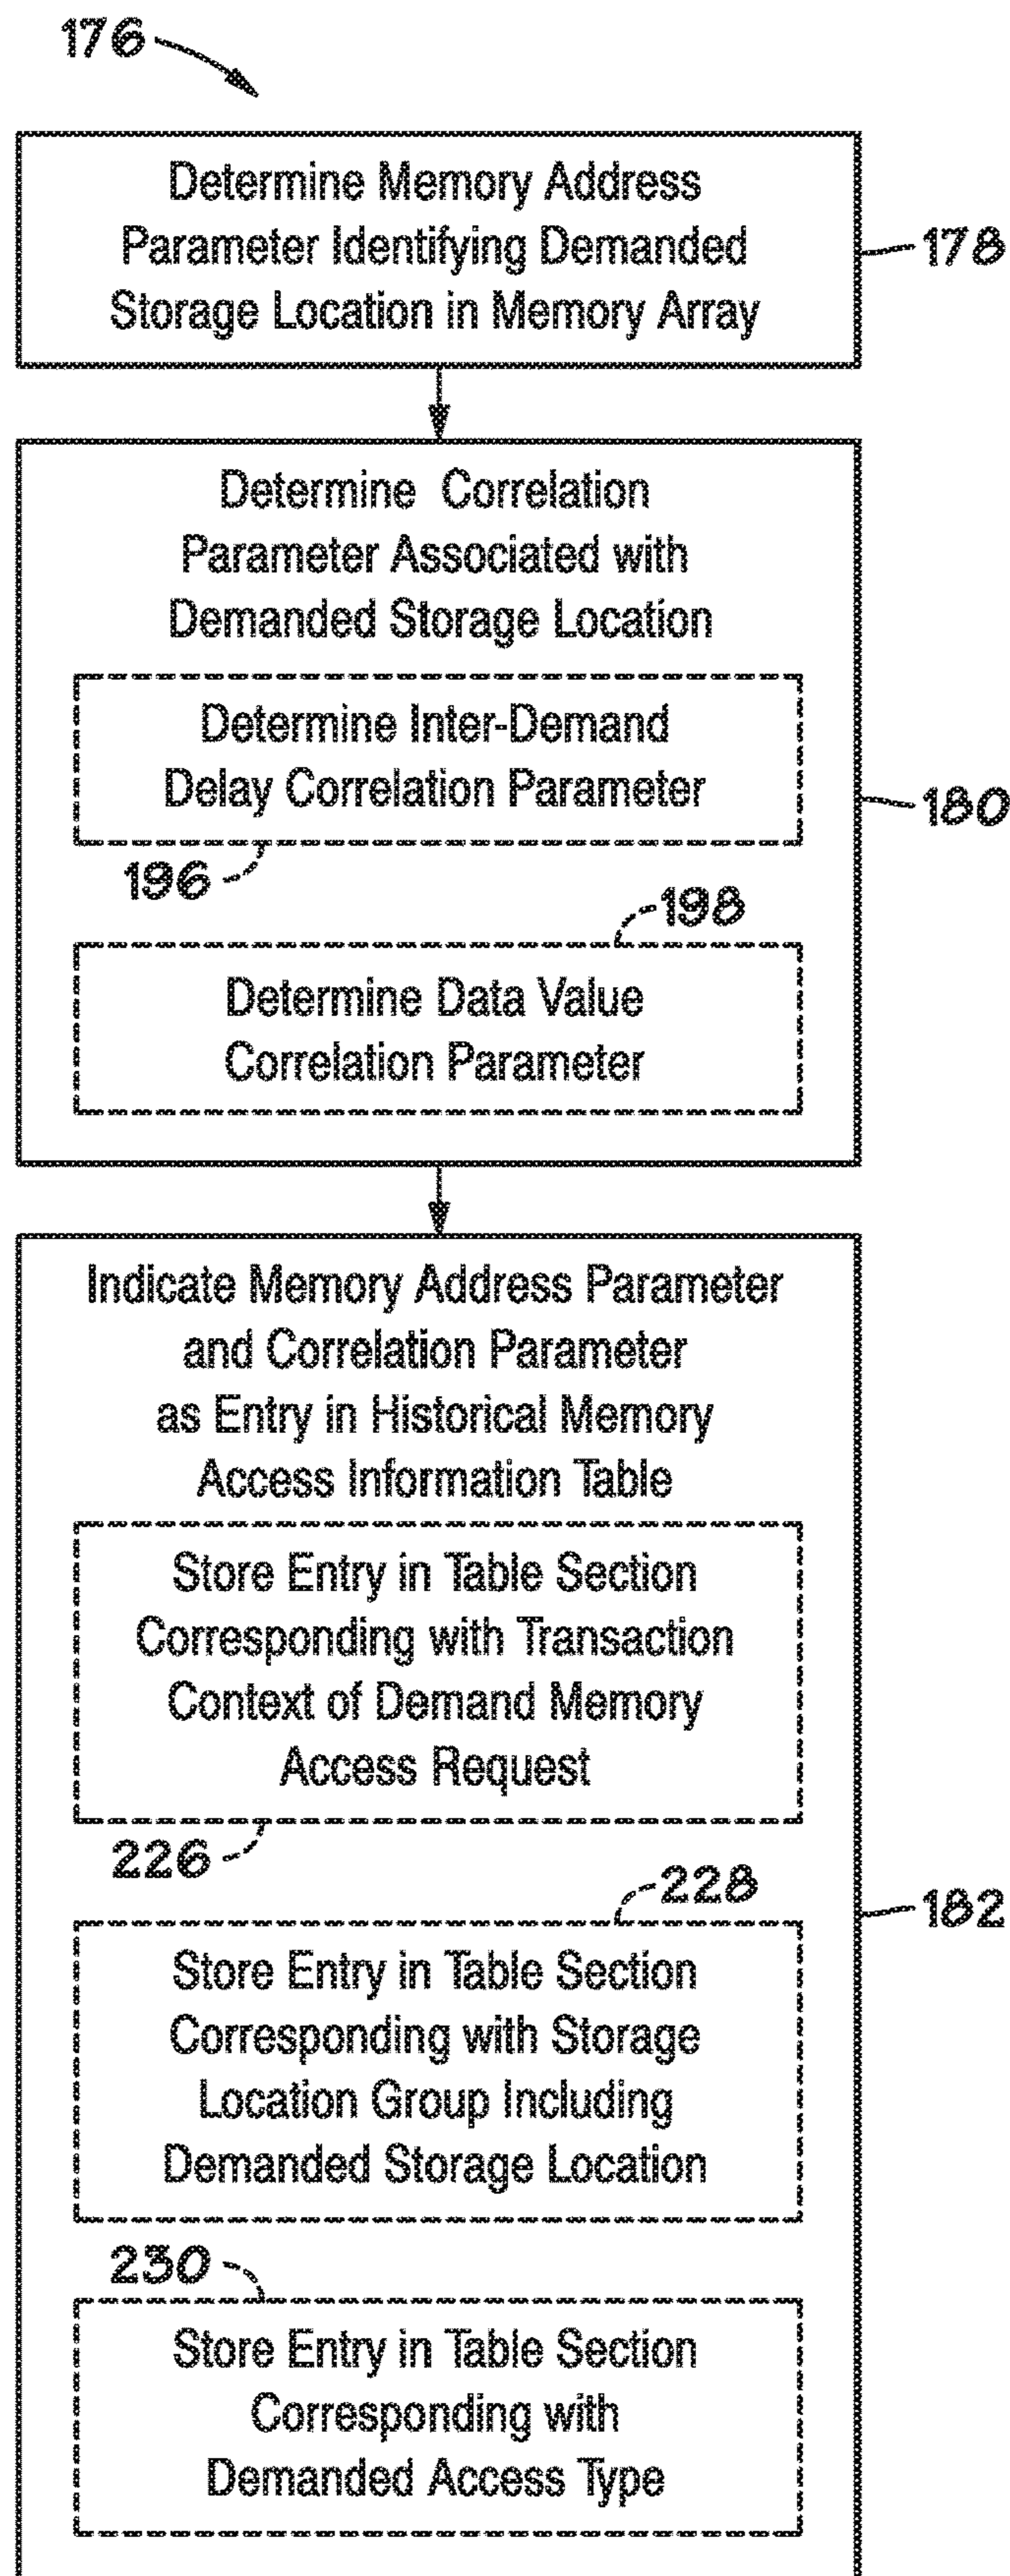 176
Determine Memory Address
Parameter Identifying Demanded
Storage Location in Memory Array
178
Determine Correlation
Parameter Associated with
Demanded Storage Location
Determine Inter-Demand
Delay Correlation Parameter
180
196
198
Determine Data Value
Correlation Parameter
Indicate Memory Address Parameter
and Correlation Parameter
as Entry in Historical Memory
Access Information Table
Store Entry in Table Section
Corresponding with Transaction
Context of Demand Memory
Access Request
226
228
182
Store Entry in Table Section
Corresponding with Storage
Location Group Including
Demanded Storage Location
230
Store Entry in Table Section
Corresponding with
Demanded Access Type